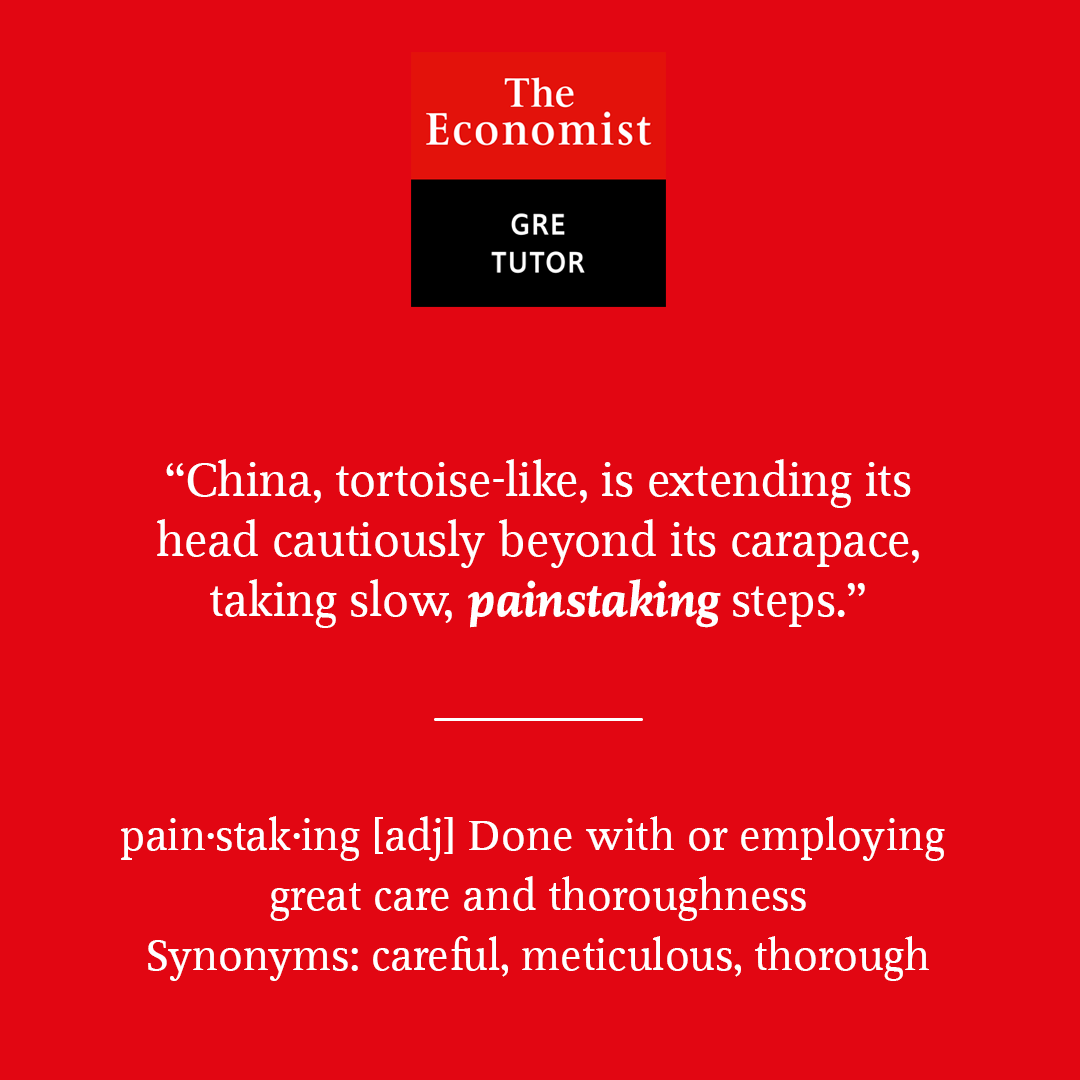 The
Economist
GRE
TUTOR
“China, tortoise-like, is extending its
head cautiously beyond its carapace,
taking slow, painstaking steps.”
pain·stak·ing [adj] Done with or employing
great care and thoroughness
Synonyms: careful, meticulous, thorough